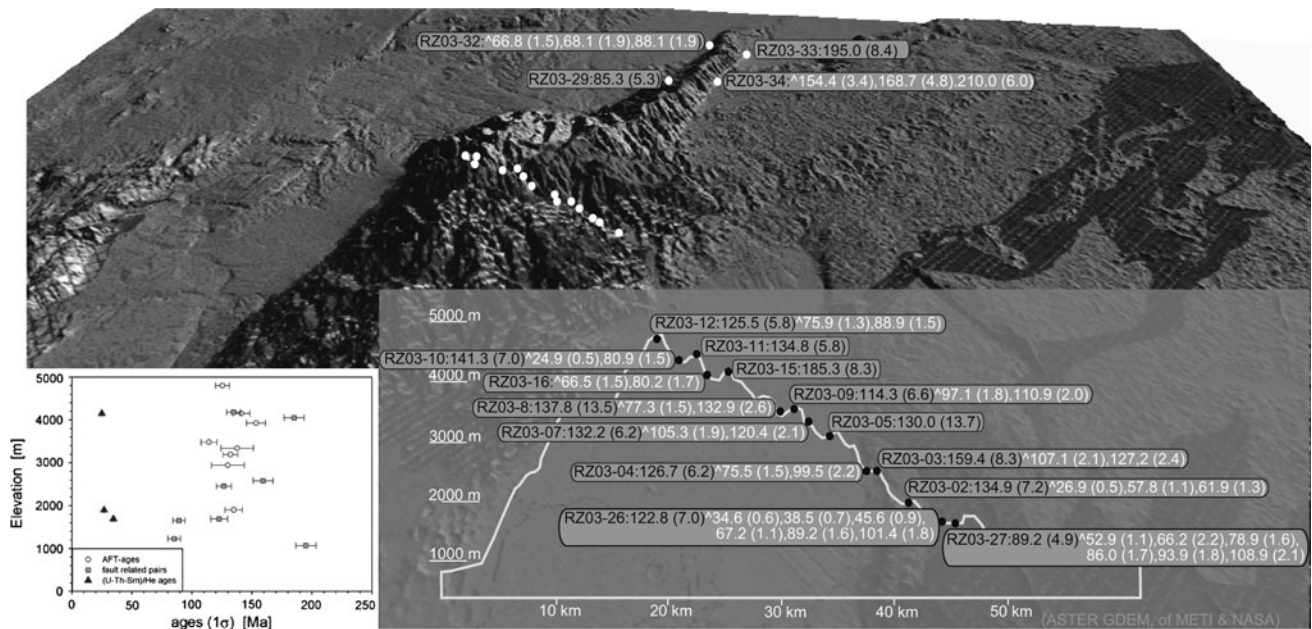 RZ03-32:^66.8 (1.5),68.1 (1.9),88.1 (1.9)
RZ03-33:195.0 (8.4)
RZ03-29:85.3 (5.3)
RZ03-34:^154.4 (3.4),168.7 (4.8),210.0 (6.0)
5000 m
RZ03-12:125.5 (5.8)^75.9 (1.3),88.9 (1.5)
RZ03-11:134.8 (5.8)
RZ03-10:141.3 (7.0)^24.9 (0.5),80.9 (1.5)
RZ03-15:185.3 (8.3)
4000 m
RZ03-16:^66.5 (1.5),80.2 (1.7)
RZ03-09:114.3 (6.6)^97.1 (1.8),110.9 (2.0)
RZ03-8:137.8 (13.5)^77.3 (1.5),132.9 (2.6)
RZ03-05:130.0 (13.7)
RZ03-07:132.2 (6.2)^105.3 (1.9),120.4 (2.1)
3000 m
RZ03-03:159.4 (8.3)^107.1 (2.1),127,2 (2.4)
RZ03-04:126.7 (6.2)^75.5 (1.5),99.5 (2.2)
RZ03-02:134.9 (7.2)^26.9 (0.5),57.8 (1.1),61.9 (1.3)
2000 m
RZ03-26:122.8 (7.0)^34.6 (0.6),38.5 (0.7),45.6 (0.9),
67.2 (1.1),89.2 (1.6),101.4 (1.8)
RZ03-27:89.2 (4.9)^52.9 (1.1),66.2 (2.2),78.9 (1.6),
86.0 (1.7),93.9 (1.8),108.9 (2.1)
1000 m
10 km
20 km
30 km
40 km
50 km
(ASTER GDEM, of METI & NASA)
5000
4000
3000
2000
1000
0
Elevation [m]
AFT-ages
fault related pairs
(U-Th-Sm)/He ages
0
50
100
150
200
250
ages (1σ) [Ma]